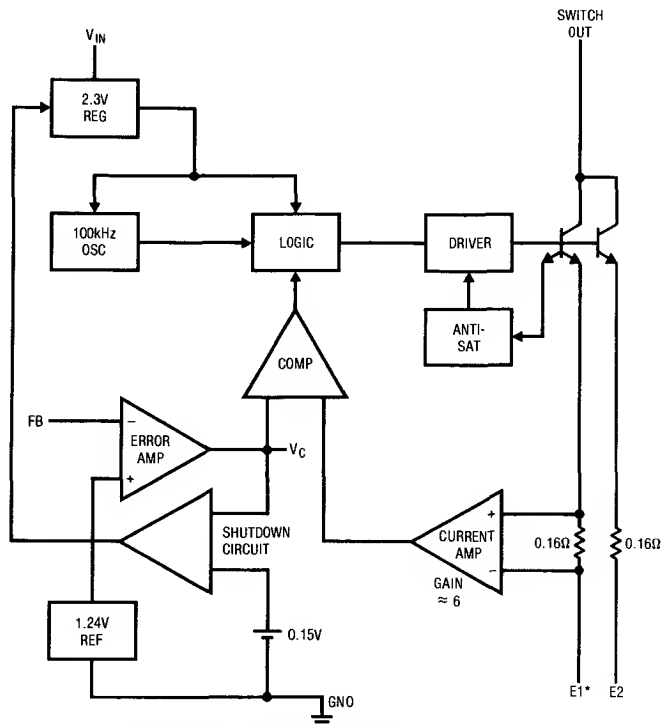 SWITCH
OUT
VIN
2.3V
REG
100kHz
OSC
LOGIC
DRIVER
ANTI-
SAT
COMP
FB
−
ERROR
AMP
+
VC
SHUTDOWN
CIRCUIT
+
CURRENT
AMP
−
GAIN
≈ 6
0.16Ω
0.16Ω
1.24V
REF
0.15V
GNO
E1*
E2